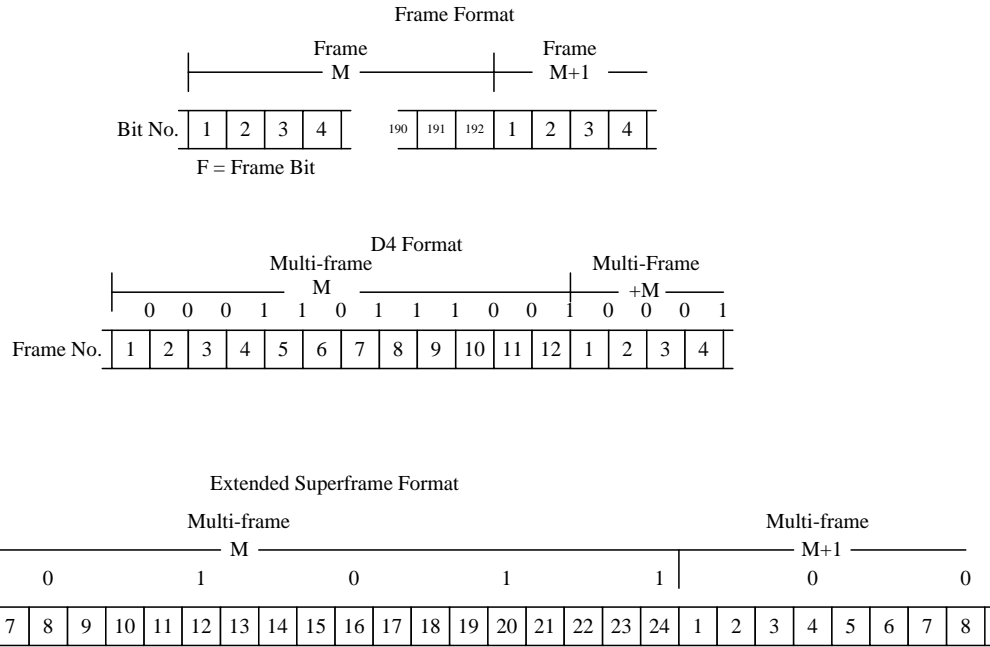 Frame Format
Frame Frame
M M+1
Bit No. 1 2 3 4 190 191 192 1 2 3 4
F = Frame Bit
D4 Format
Multi-frame Multi-Frame
M +M
0 0 0 1 1 0 1 1 1 0 0 1 0 0 0 1
Frame No. 1 2 3 4 5 6 7 8 9 10 11 12 1 2 3 4
Extended Superframe Format
Multi-frame Multi-frame
M M+1
0 1 0 1 1 0 0
7 8 9 10 11 12 13 14 15 16 17 18 19 20 21 22 23 24 1 2 3 4 5 6 7 8